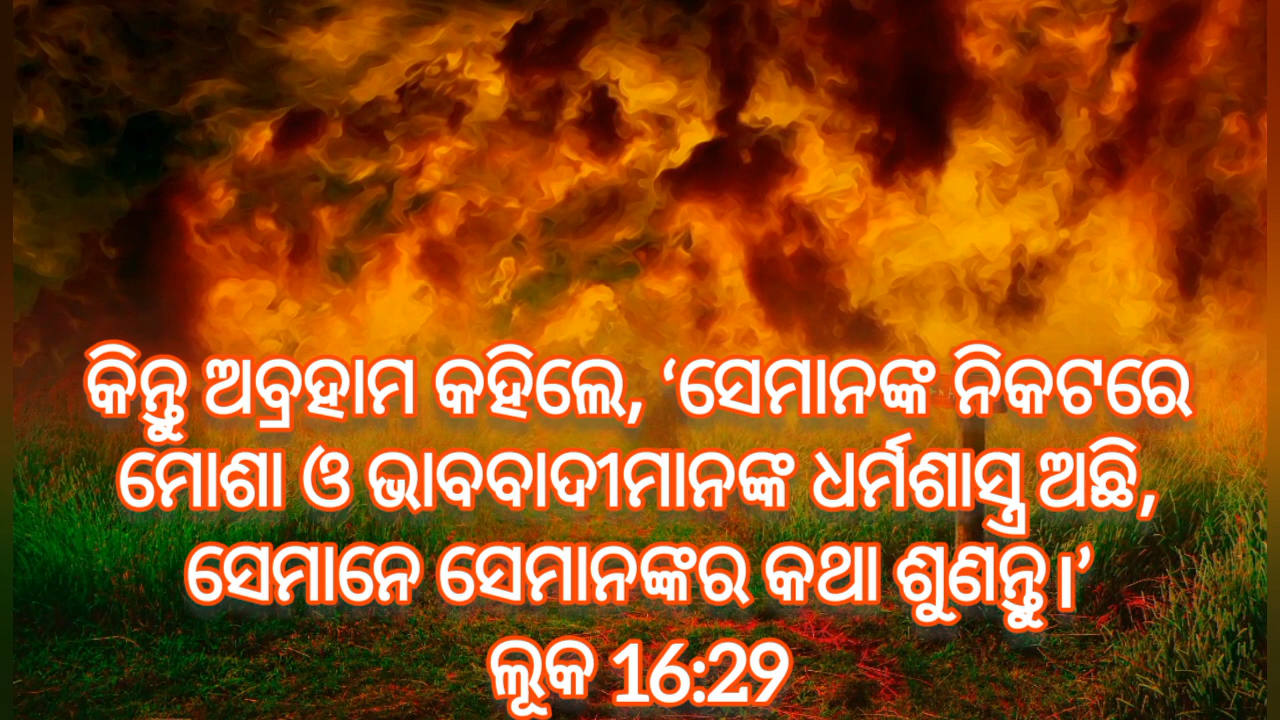 କିନ୍ତୁ ଅବ୍ରହାମ କହିଲେ, ‘ସେମାନଙ୍କ ନିକଟରେ
ମୋଶା ଓ ଭାବବାଦୀମାନଙ୍କ ଧର୍ମଶାସ୍ତ୍ର ଅଛି,
ସେମାନେ ସେମାନଙ୍କର କଥା ଶୁଣନ୍ତୁ।’
ଲୂକ 16:29